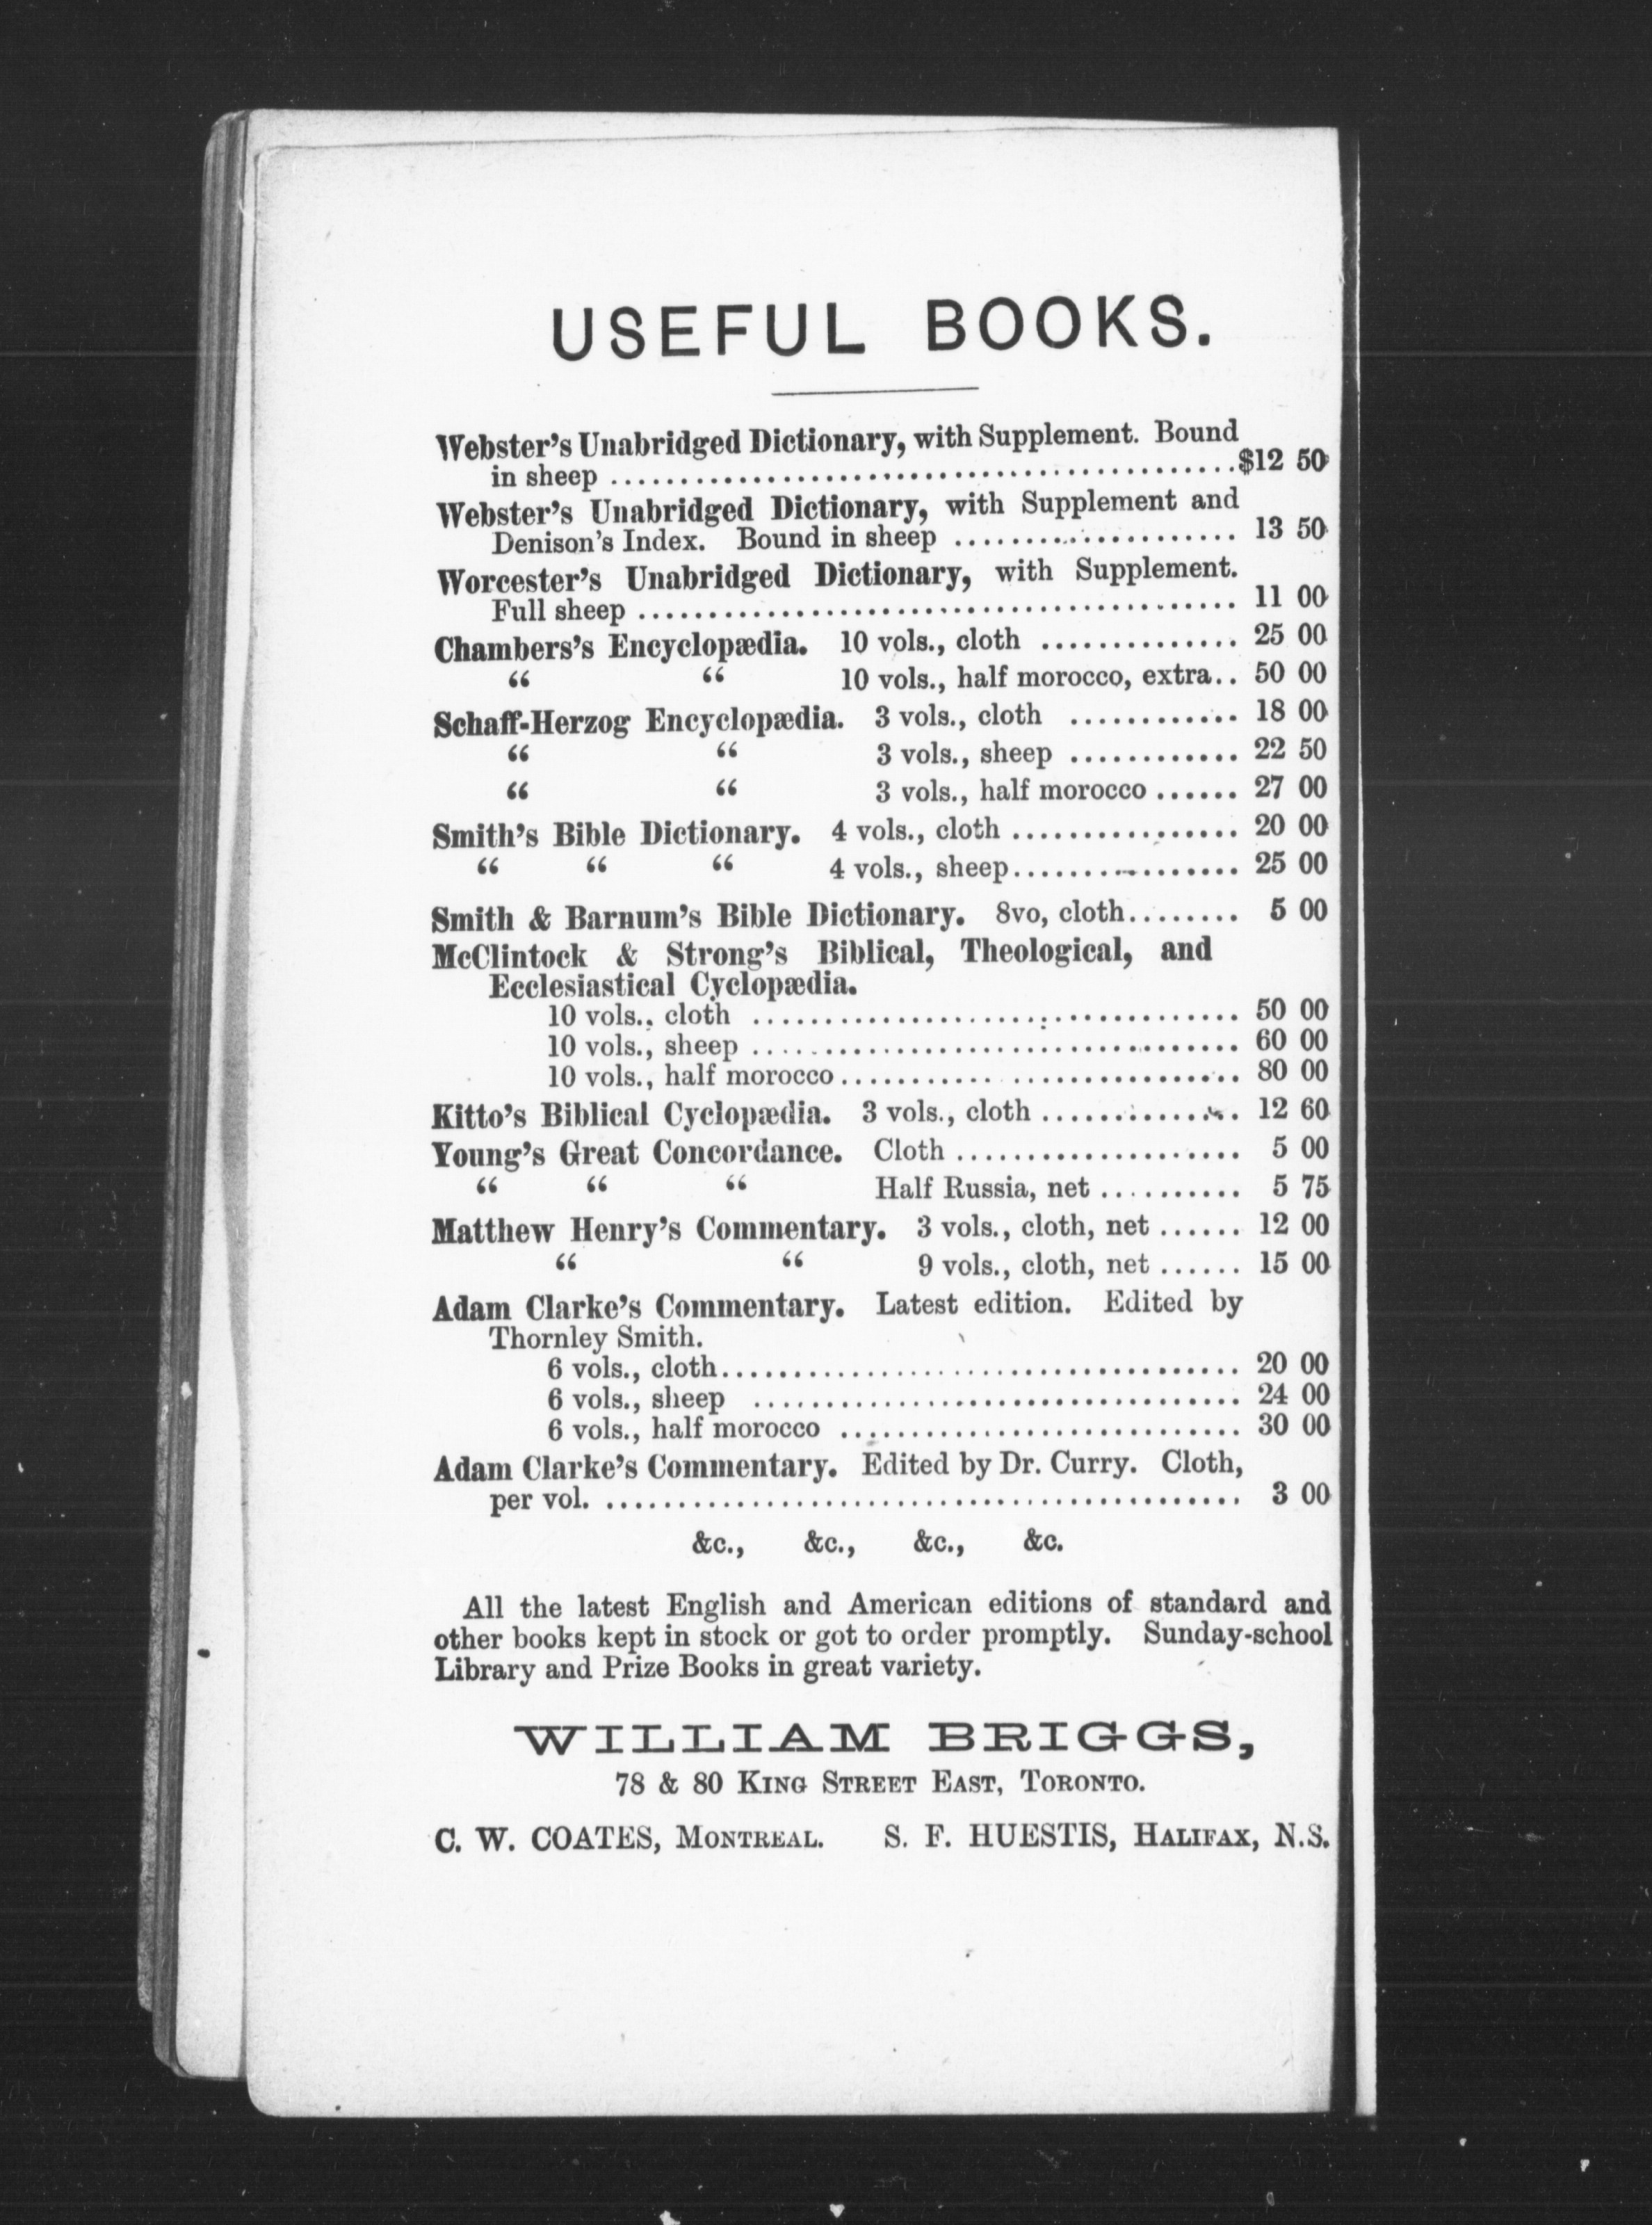 USEFUL BOOKS.
Webster's Unabridged Dictionary, with Supplement. Bound
in sheep ........................................ $12 50
Webster's Unabridged Dictionary, with Supplement and
Denison's Index. Bound in sheep .................... 13 50
Worcester's Unabridged Dictionary, with Supplement.
Full sheep ........................................ 11 00
Chambers's Encyclopædia. 10 vols., cloth .............. 25 00
“ “ 10 vols., half morocco, extra.. 50 00
Schaff-Herzog Encyclopædia. 3 vols., cloth ............ 18 00
“ “ 3 vols., sheep ............ 22 50
“ “ 3 vols., half morocco ...... 27 00
Smith's Bible Dictionary. 4 vols., cloth ................ 20 00
“ “ “ 4 vols., sheep................ 25 00
Smith & Barnum's Bible Dictionary. 8vo, cloth........ 5 00
McClintock & Strong's Biblical, Theological, and
Ecclesiastical Cyclopædia.
10 vols., cloth .................................. 50 00
10 vols., sheep .................................. 60 00
10 vols., half morocco............................ 80 00
Kitto's Biblical Cyclopædia. 3 vols., cloth .............. 12 60
Young's Great Concordance. Cloth .................... 5 00
“ “ “ Half Russia, net .......... 5 75
Matthew Henry's Commentary. 3 vols., cloth, net ...... 12 00
“ “ 9 vols., cloth, net ...... 15 00
Adam Clarke's Commentary. Latest edition. Edited by
Thornley Smith.
6 vols., cloth.................................... 20 00
6 vols., sheep .................................. 24 00
6 vols., half morocco ............................ 30 00
Adam Clarke's Commentary. Edited by Dr. Curry. Cloth,
per vol. ............................................ 3 00
&c., &c., &c., &c.
All the latest English and American editions of standard and
other books kept in stock or got to order promptly. Sunday-school
Library and Prize Books in great variety.
WILLIAM BRIGGS,
78 & 80 KING STREET EAST, TORONTO.
C. W. COATES, MONTREAL. S. F. HUESTIS, HALIFAX, N.S.